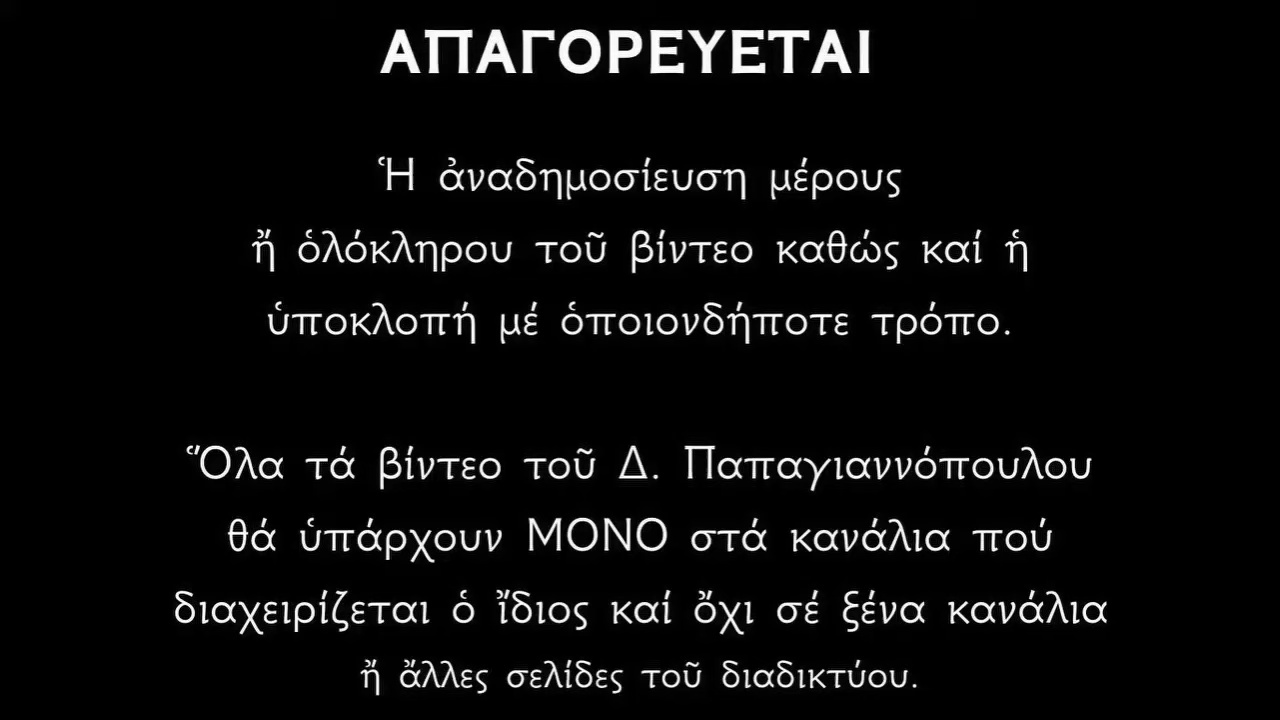 ΑΠΑΓΟΡΕΥΕΤΑΙ
Ἡ ἀναδημοσίευση μέρους
ἤ ὁλόκληρου τοῦ βίντεο καθώς καί ἡ
ὑποκλοπή μέ ὁποιονδήποτε τρόπο.
Ὅλα τά βίντεο τοῦ Δ. Παπαγιαννόπουλου
θά ὑπάρχουν ΜΟΝΟ στά κανάλια πού
διαχειρίζεται ὁ ἴδιος καί ὄχι σέ ξένα κανάλια
ἤ ἄλλες σελίδες τοῦ διαδικτύου.